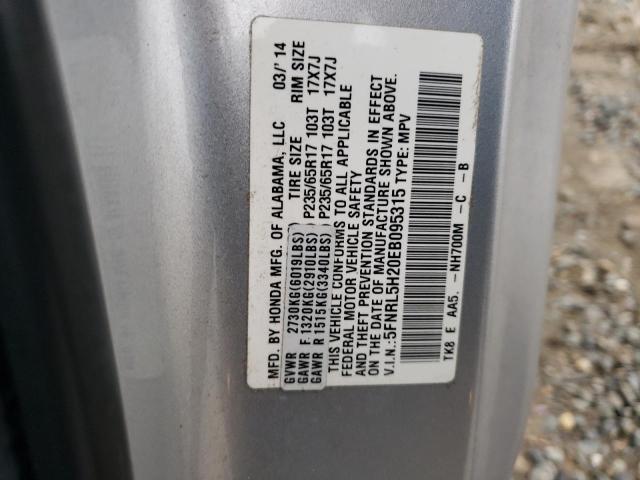 MFD. BY HONDA MFG. OF ALABAMA, LLC 03/' 14
GVWR 2730KG(6019LBS) TIRE SIZE RIM SIZE
GAWR F 1320KG(2910LBS) P235/65R17 103T 17X7J
GAWR R 1515KG(3340LBS) P235/65R17 103T 17X7J
THIS VEHICLE CONFORMS TO ALL APPLICABLE
FEDERAL MOTOR VEHICLE SAFETY
AND THEFT PREVENTION STANDARDS IN EFFECT
ON THE DATE OF MANUFACTURE SHOWN ABOVE.
V.I.N.:5FNRL5H20EB095315 TYPE: MPV
TK8 E AA5. -NH700M -C -B